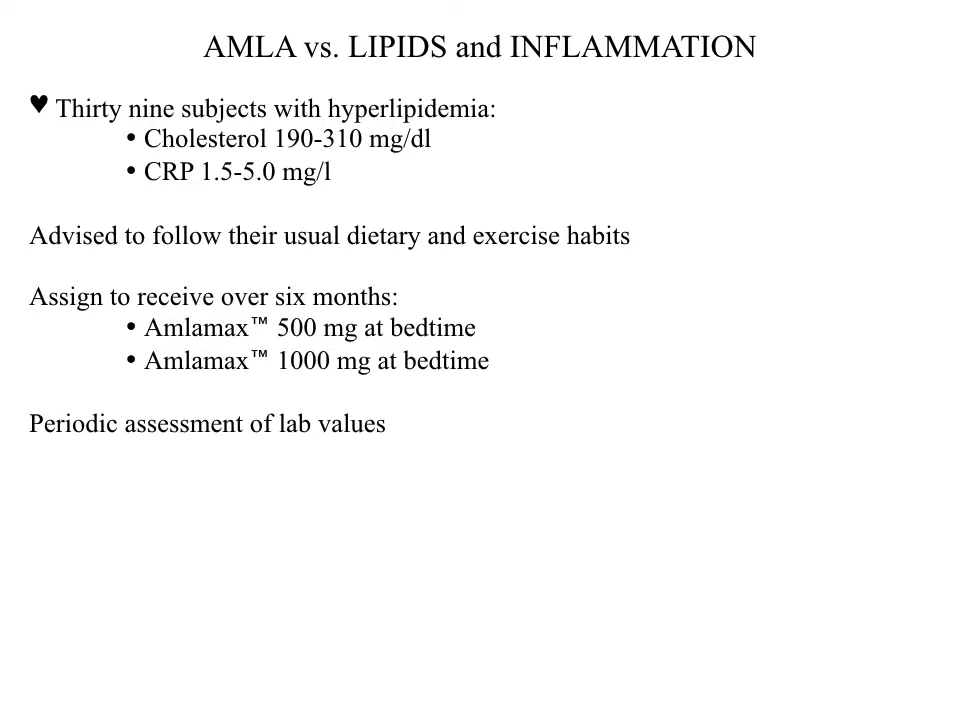 AMLA vs. LIPIDS and INFLAMMATION
♥ Thirty nine subjects with hyperlipidemia:
• Cholesterol 190-310 mg/dl
• CRP 1.5-5.0 mg/l
Advised to follow their usual dietary and exercise habits
Assign to receive over six months:
• Amlamax™ 500 mg at bedtime
• Amlamax™ 1000 mg at bedtime
Periodic assessment of lab values